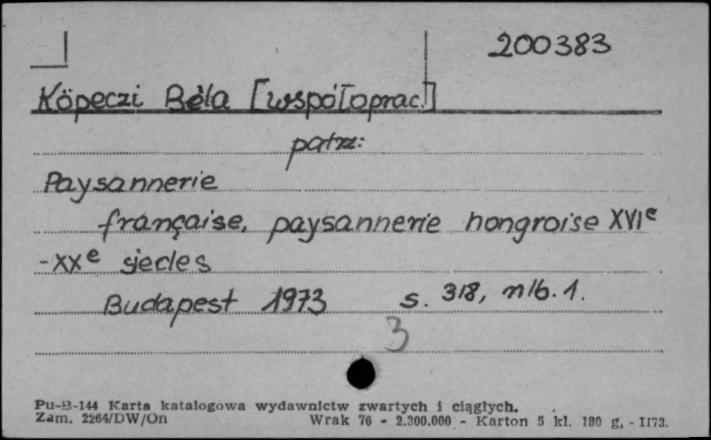 200383
Köpeczi Béla [współoprac.]
patrz:
Paysannerie
française, paysannerie hongroise XVIe
-XXe siecles
Budapest 1973 s. 318, nlb. 1.
3
Pu-B-144 Karta katalogowa wydawnictw zwartych i ciągłych.
Zam. 2264/DW/On Wrak 76 - 2.300.000 - Karton 5 kl. 180 g, - II73.